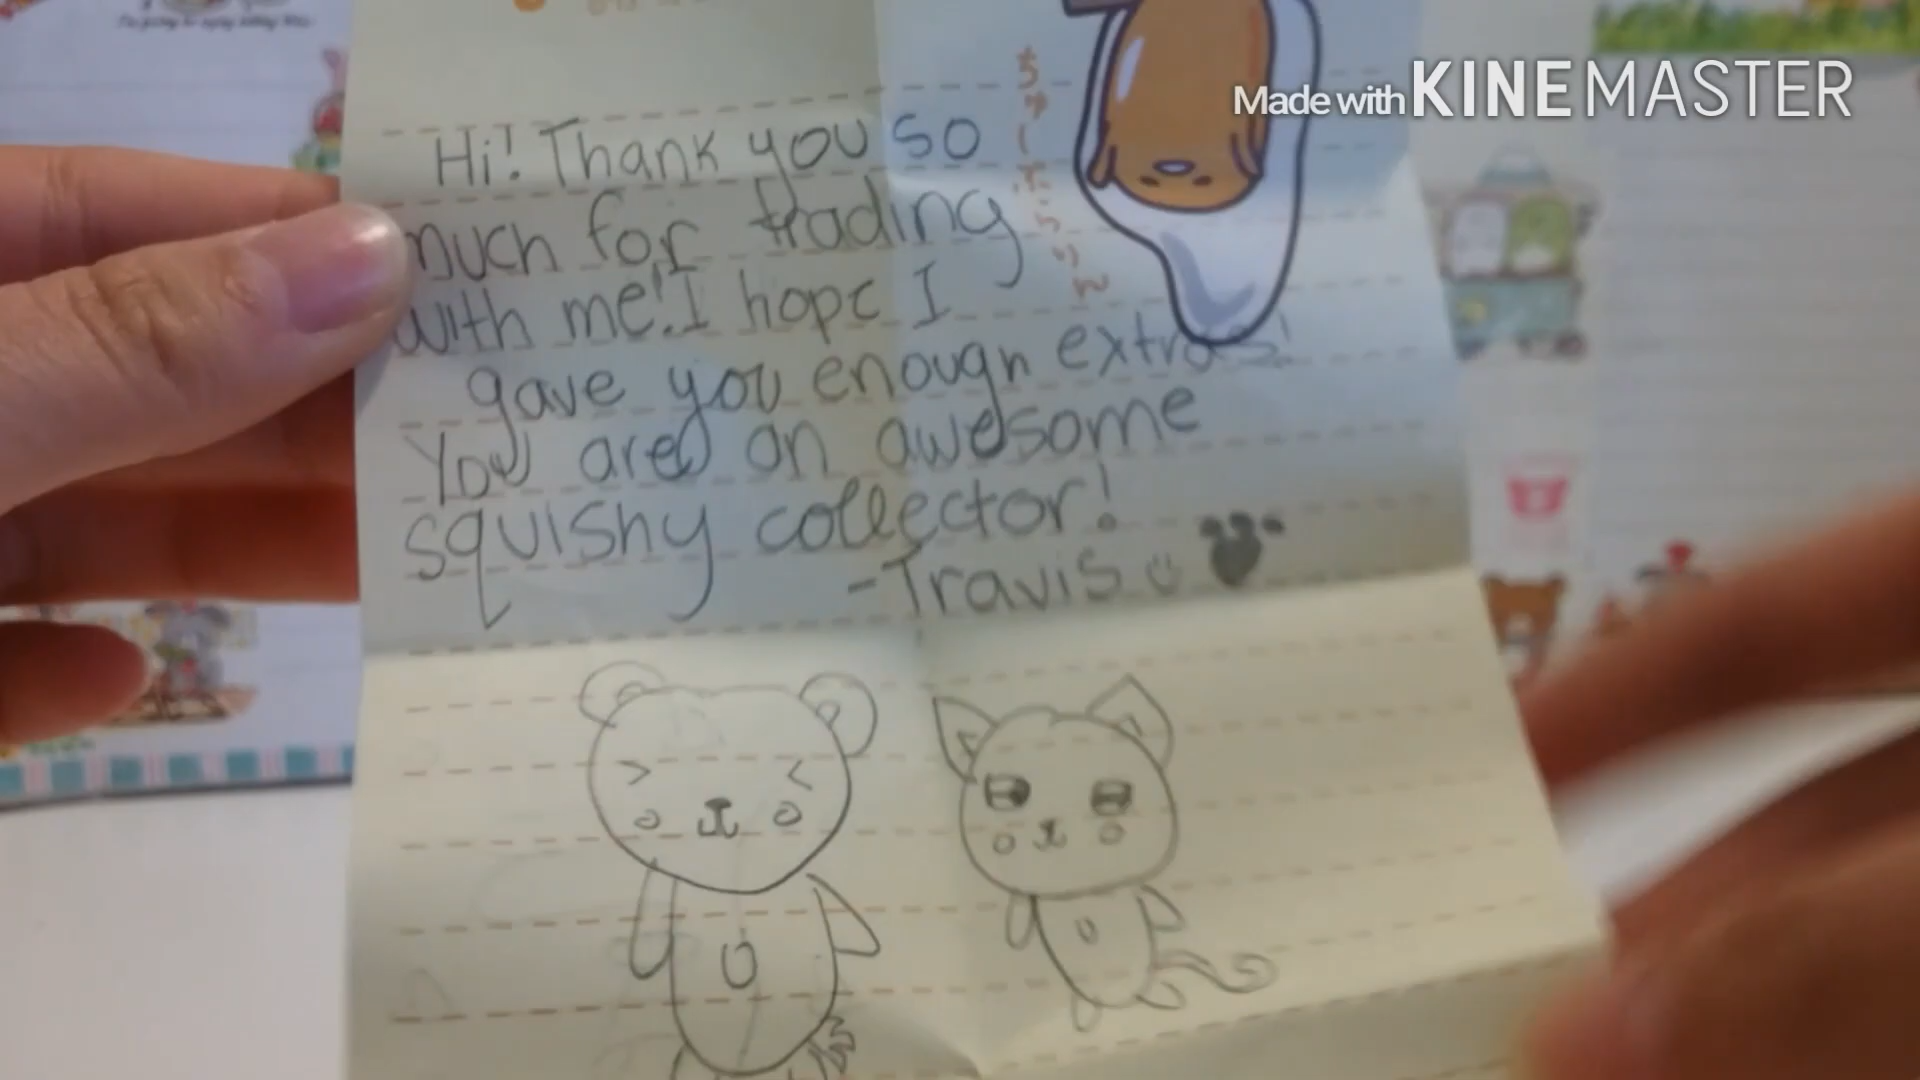 Made with KINEMASTER
Hi! Thank you so
much for trading
with me! I hope I
gave you enough extras!
You are an awesome
squishy collector!
-Travis